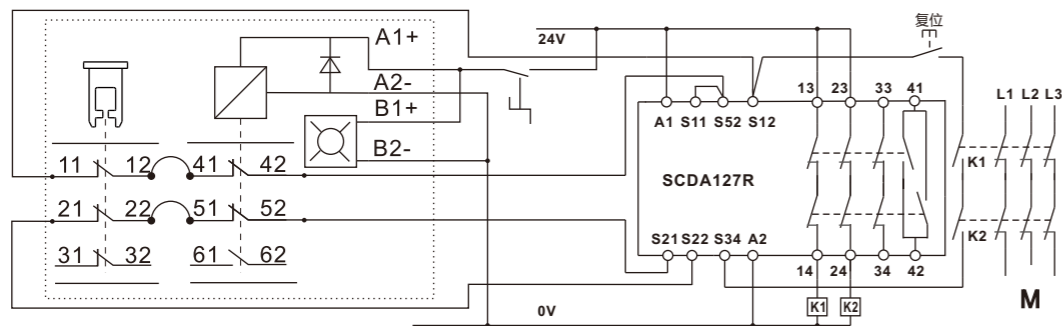 复位
24V
A1+
A2-
B1+
B2-
13 23 33 41
L1 L2 L3
A1 S11 S52 S12
11 12 41 42
K1
SCDA127R
21 22 51 52
K2
S21 S22 S34 A2
31 32 61 62
14 24 34 42
M
K1 K2
0V